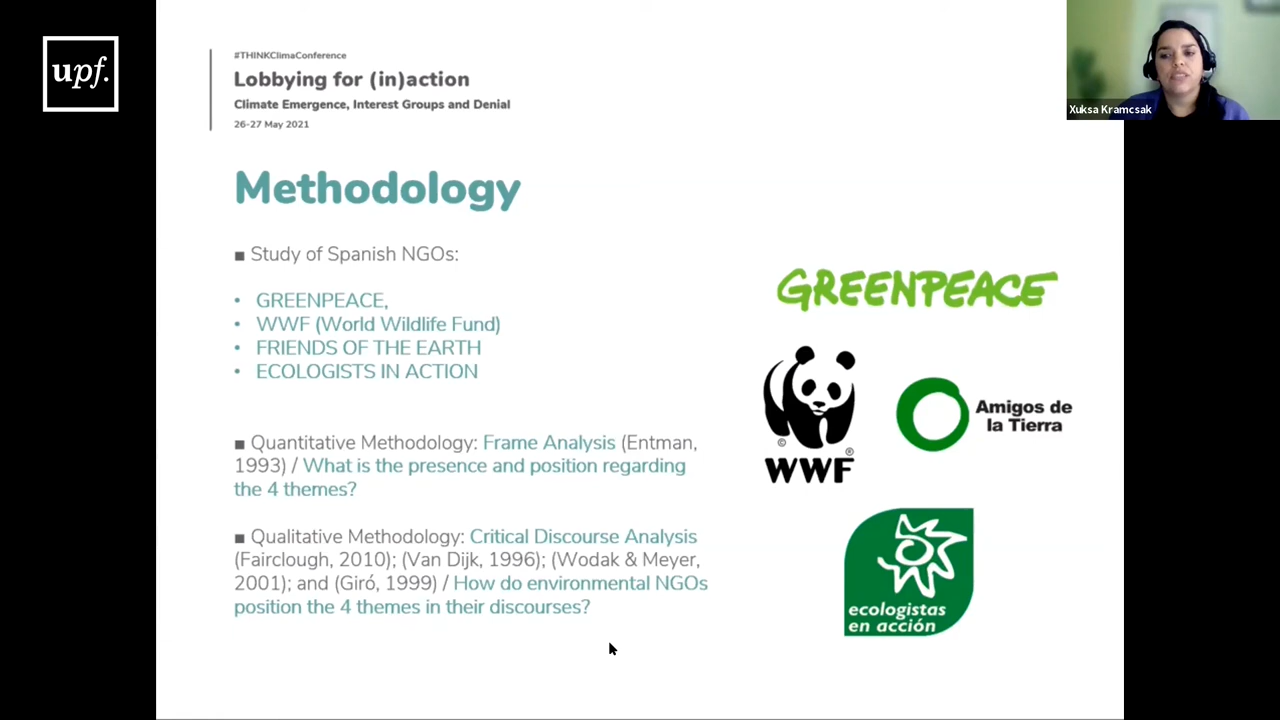 upf.
#THINKClimaConference
Lobbying for (in)action
Climate Emergence, Interest Groups and Denial
26-27 May 2021
Xuksa Kramcsak
Methodology
■ Study of Spanish NGOs:
• GREENPEACE,
• WWF (World Wildlife Fund)
• FRIENDS OF THE EARTH
• ECOLOGISTS IN ACTION
■ Quantitative Methodology: Frame Analysis (Entman,
1993) / What is the presence and position regarding
the 4 themes?
■ Qualitative Methodology: Critical Discourse Analysis
(Fairclough, 2010); (Van Dijk, 1996); (Wodak & Meyer,
2001); and (Giró, 1999) / How do environmental NGOs
position the 4 themes in their discourses?
GREENPEACE
©
®
WWF
Amigos de
la Tierra
ecologistas
en acción